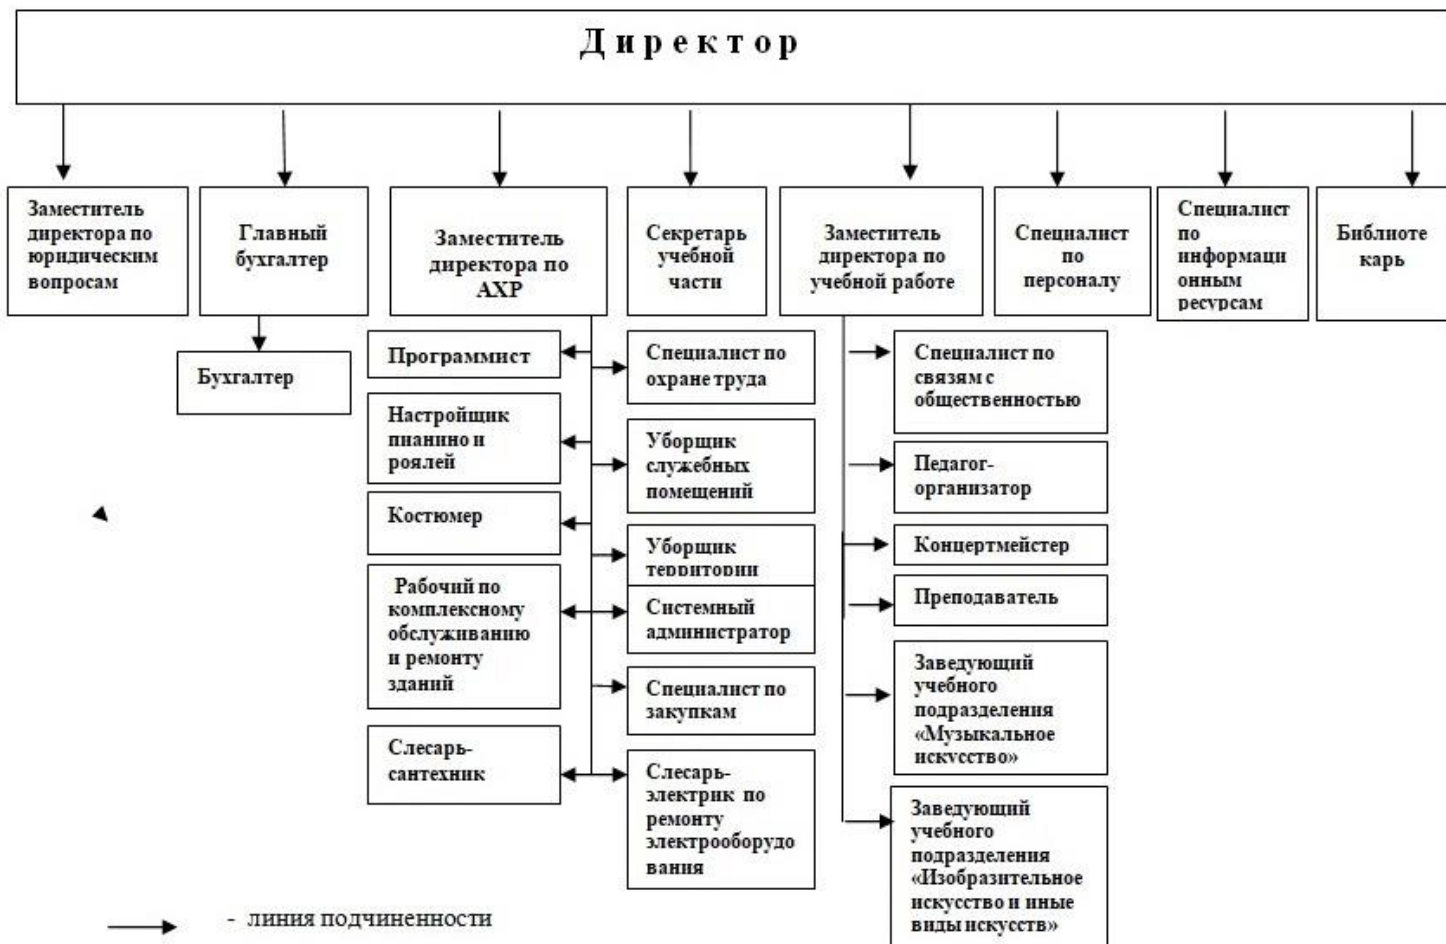 Директор
Заместитель
директора по
юридическим
вопросам
Главный
бухгалтер
Заместитель
директора по
АХР
Секретарь
учебной
части
Заместитель
директора по
учебной работе
Специалист
по
персоналу
Специалист
по
информаци
онным
ресурсам
Библиоте
карь
Бухгалтер
Программист
Настройщик
пианино и
роялей
Костюмер
Рабочий по
комплексному
обслуживанию
и ремонту
зданий
Слесарь-
сантехник
Специалист по
охране труда
Уборщик
служебных
помещений
Уборщик
территории
Системный
администратор
Специалист по
закупкам
Слесарь-
электрик по
ремонту
электрооборудо
вания
Специалист по
связям с
общественностью
Педагог-
организатор
Концертмейстер
Преподаватель
Заведующий
учебного
подразделения
«Музыкальное
искусство»
Заведующий
учебного
подразделения
«Изобразительное
искусство и иные
виды искусств»
- линия подчиненности